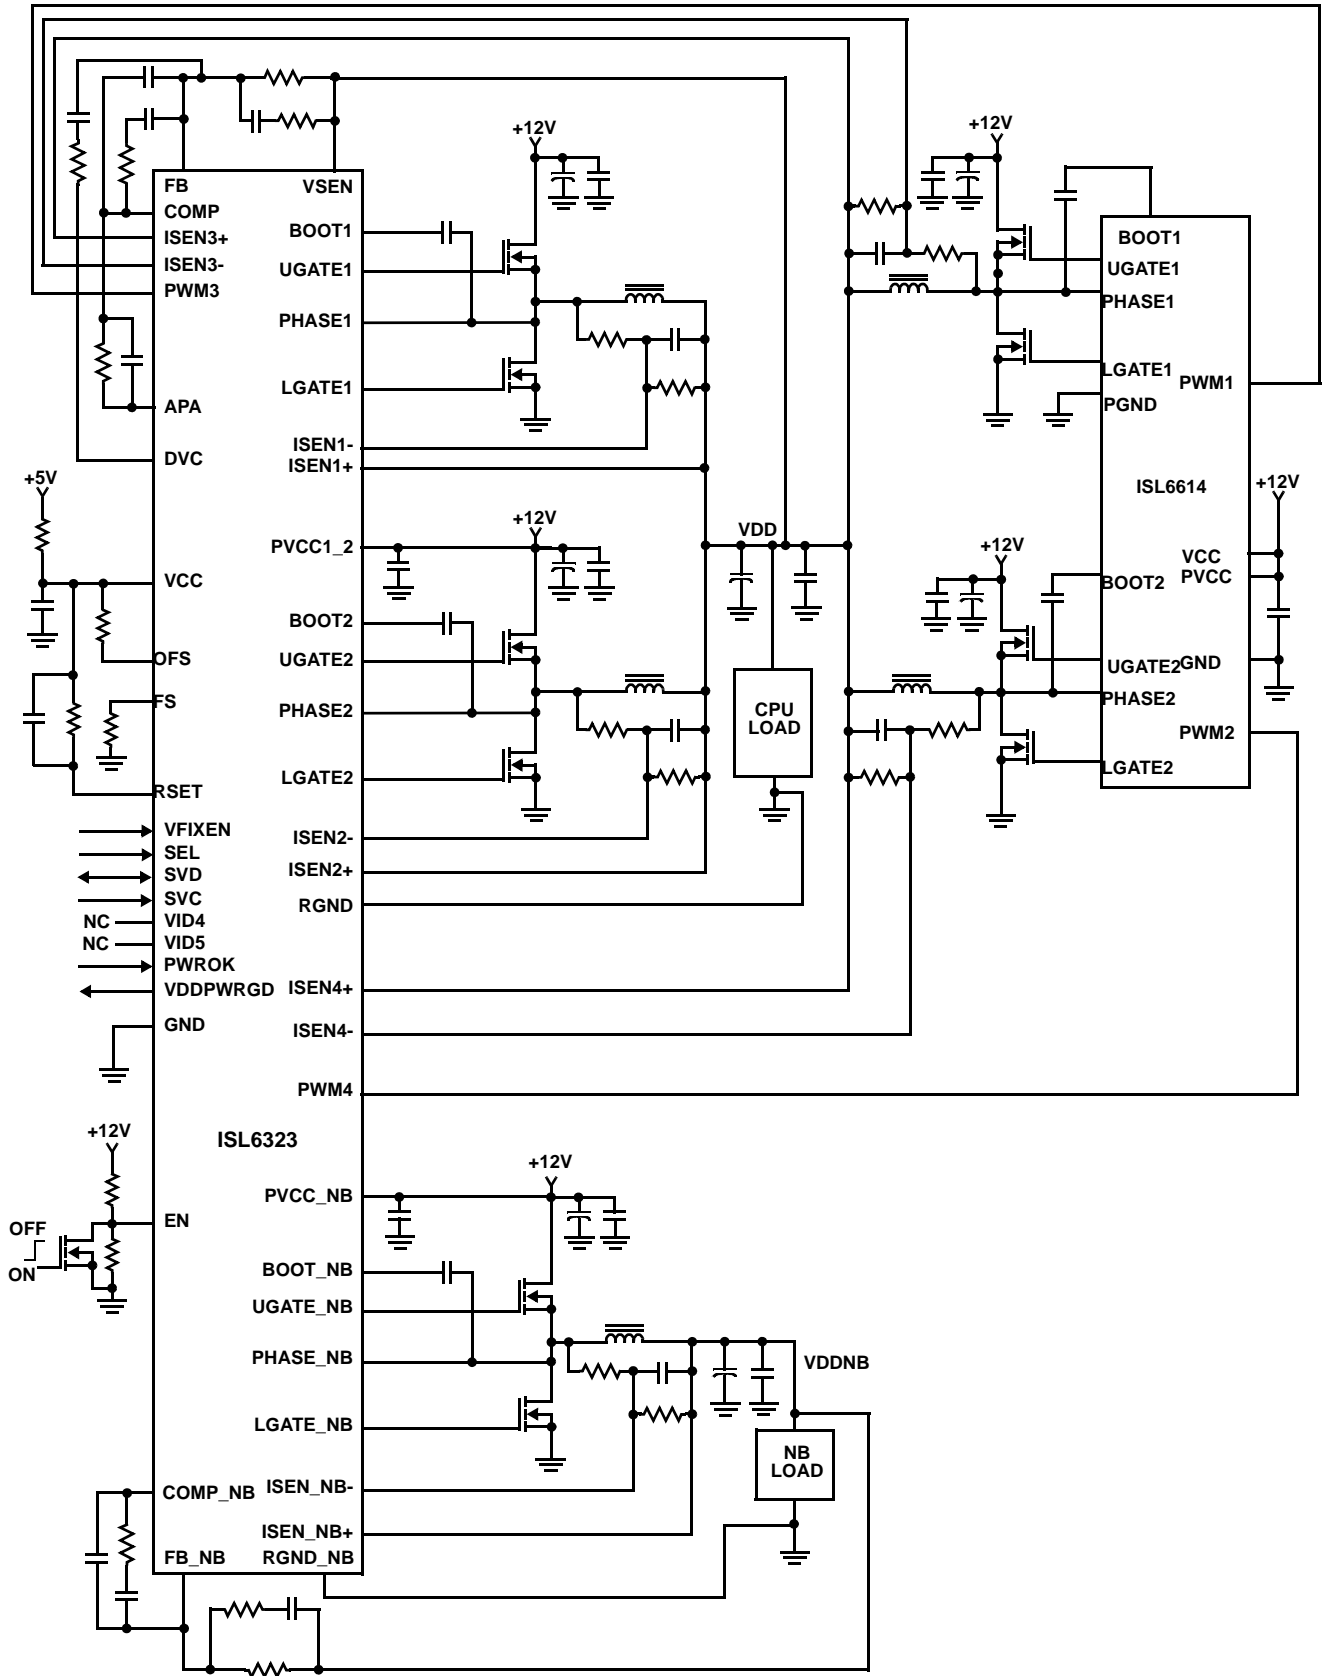 FB
VSEN
COMP
ISEN3+
ISEN3-
PWM3
APA
DVC
+5V
VCC
OFS
FS
RSET
VFIXEN
SEL
SVD
SVC
NC
VID4
NC
VID5
PWROK
VDDPWRGD
GND
+12V
EN
OFF
ON
COMP_NB
FB_NB
ISL6323
+12V
BOOT1
UGATE1
PHASE1
LGATE1
ISEN1-
ISEN1+
+12V
PVCC1_2
BOOT2
UGATE2
PHASE2
LGATE2
ISEN2-
ISEN2+
RGND
ISEN4+
ISEN4-
PWM4
+12V
PVCC_NB
BOOT_NB
UGATE_NB
PHASE_NB
LGATE_NB
ISEN_NB-
ISEN_NB+
RGND_NB
VDD
CPU
LOAD
VDDNB
NB
LOAD
+12V
BOOT1
UGATE1
PHASE1
LGATE1
PWM1
PGND
ISL6614
+12V
+12V
VCC
PVCC
BOOT2
UGATE2
GND
PHASE2
PWM2
LGATE2